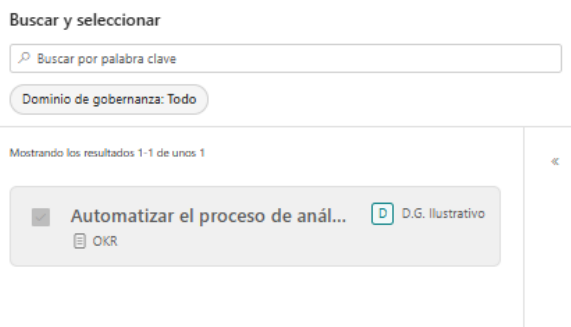 Buscar y seleccionar
Buscar por palabra clave
Dominio de gobernanza: Todo
Mostrando los resultados 1-1 de unos 1
«
Automatizar el proceso de anál... D D.G. Ilustrativo
OKR